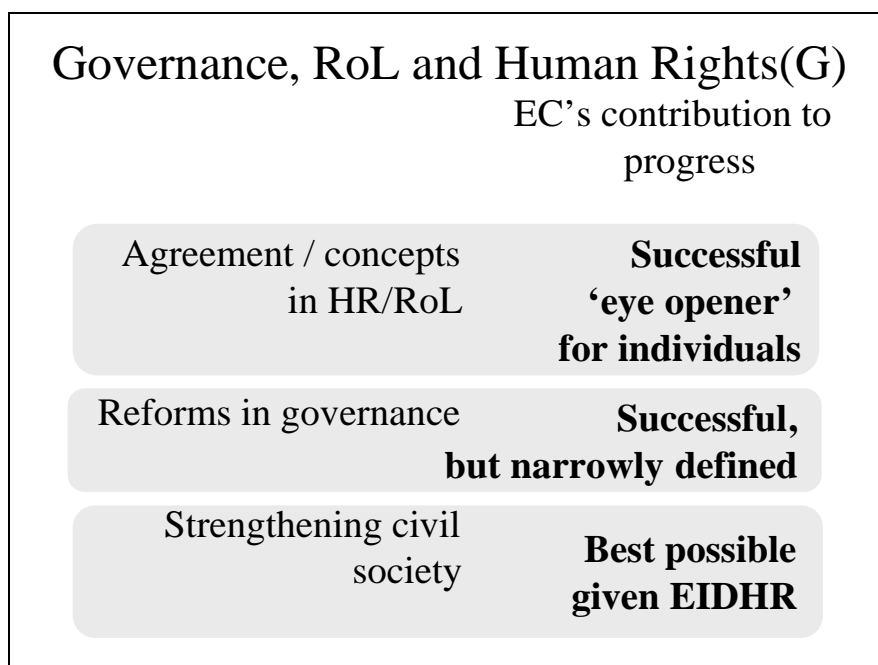 Governance, RoL and Human Rights(G)
EC’s contribution to
progress
Agreement / concepts
in HR/RoL
Successful
‘eye opener’
for individuals
Reforms in governance
Successful,
but narrowly defined
Strengthening civil
society
Best possible
given EIDHR